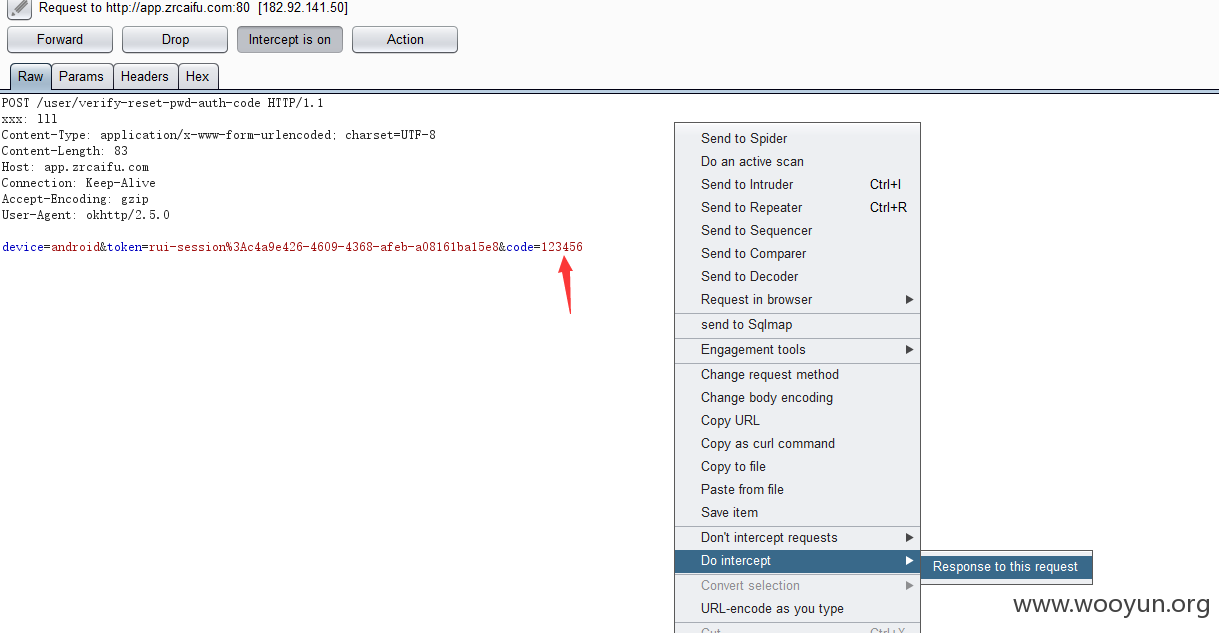 Request to http://app.zrcaifu.com:80 [182.92.141.50]
Forward
Drop
Intercept is on
Action
Raw
Params
Headers
Hex
POST /user/verify-reset-pwd-auth-code HTTP/1.1
xxx: lll
Content-Type: application/x-www-form-urlencoded; charset=UTF-8
Content-Length: 83
Host: app.zrcaifu.com
Connection: Keep-Alive
Accept-Encoding: gzip
User-Agent: okhttp/2.5.0
device=android&token=rui-session%3Ac4a9e426-4609-4368-afeb-a08161ba15e8&code=123456
Send to Spider
Do an active scan
Send to Intruder Ctrl+I
Send to Repeater Ctrl+R
Send to Sequencer
Send to Comparer
Send to Decoder
Request in browser
send to Sqlmap
Engagement tools
Change request method
Change body encoding
Copy URL
Copy as curl command
Copy to file
Paste from file
Save item
Don't intercept requests
Do intercept
Response to this request
Convert selection
URL-encode as you type
Cut Ctrl+X
www.wooyun.org